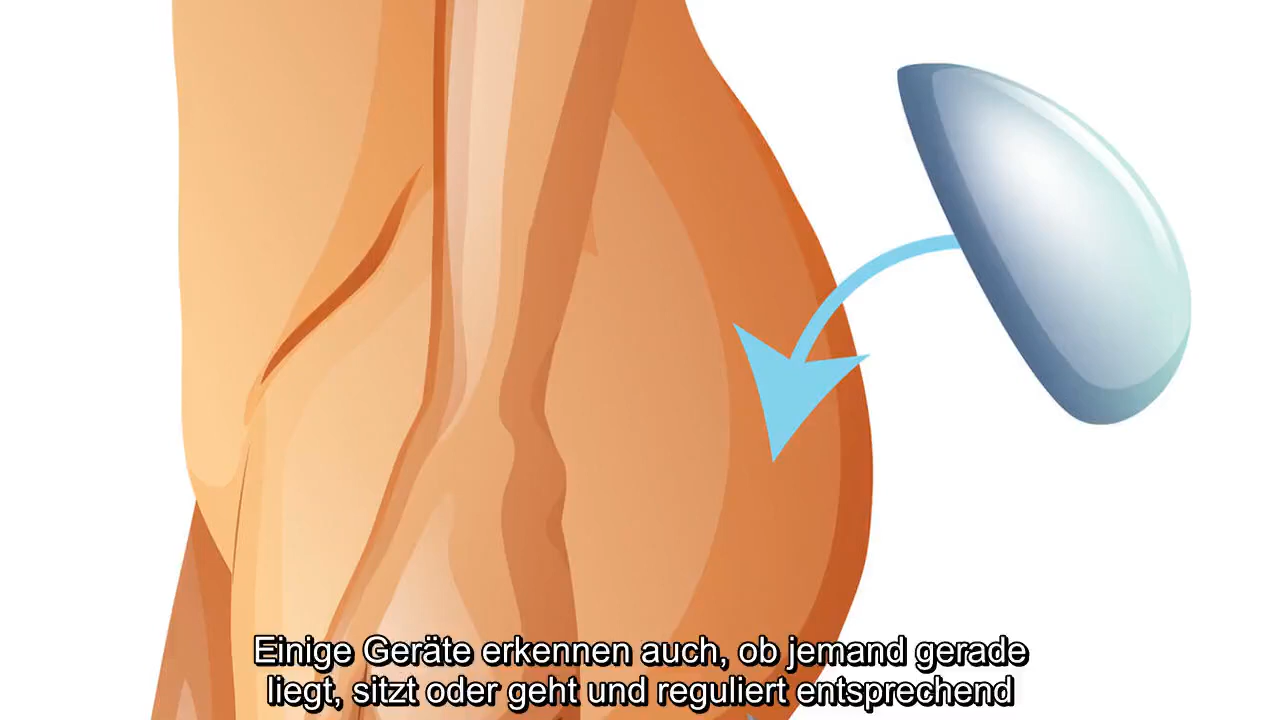 Einige Geräte erkennen auch, ob jemand gerade
liegt, sitzt oder geht und reguliert entsprechend